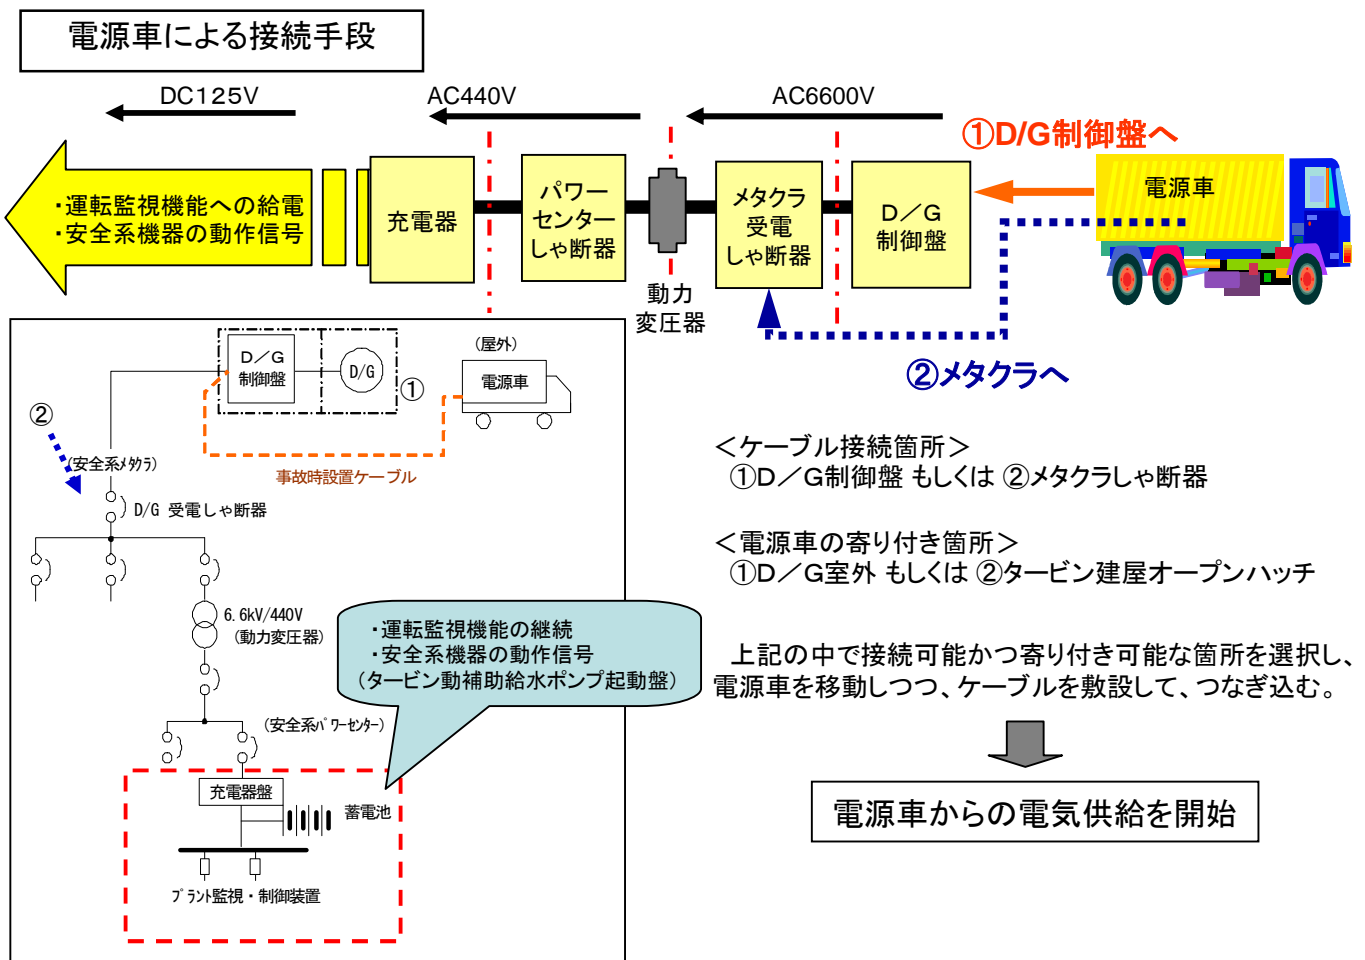 電源車による接続手段
DC125V
AC440V
AC6600V
①D/G制御盤へ
・運転監視機能への給電
・安全系機器の動作信号
充電器
パワー
センター
しゃ断器
動力
変圧器
メタクラ
受電
しゃ断器
D／G
制御盤
電源車
②メタクラへ
D／G
制御盤
D/G
①
(屋外)
電源車
②
事故時設置ケーブル
(安全系ﾒﾀｸﾗ)
D/G 受電しゃ断器
6.6kV/440V
(動力変圧器)
・運転監視機能の継続
・安全系機器の動作信号
(タービン動補助給水ポンプ起動盤)
(安全系ﾊﾟﾜｰｾﾝﾀｰ)
充電器盤
蓄電池
ﾌﾟﾗﾝﾄ監視・制御装置
＜ケーブル接続箇所＞
①D／G制御盤 もしくは ②メタクラしゃ断器
＜電源車の寄り付き箇所＞
①D／G室外 もしくは ②タービン建屋オープンハッチ
上記の中で接続可能かつ寄り付き可能な箇所を選択し、
電源車を移動しつつ、ケーブルを敷設して、つなぎ込む。
電源車からの電気供給を開始